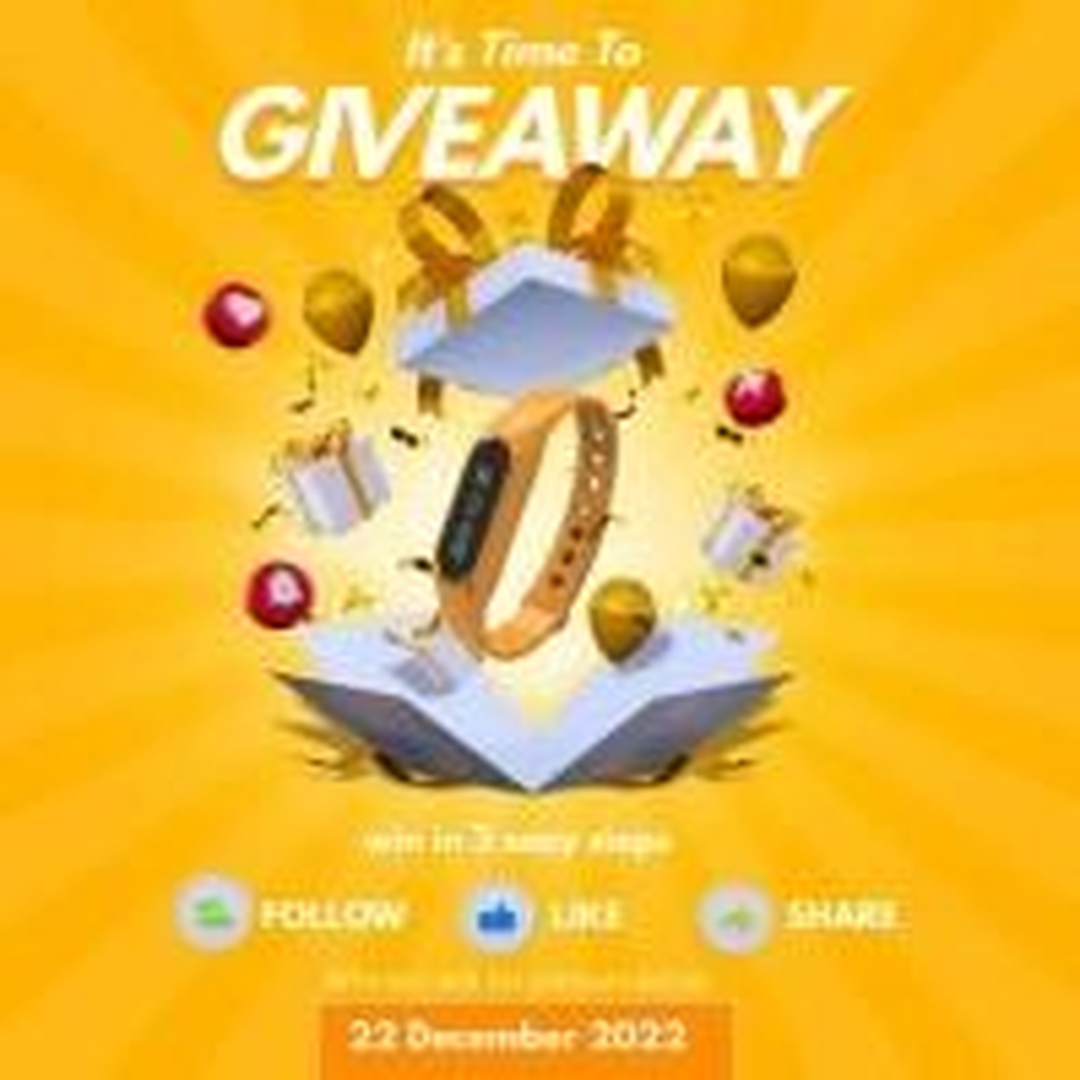 It's Time To
GIVEAWAY
win in 3 easy steps
FOLLOW LIKE SHARE
22 December 2022